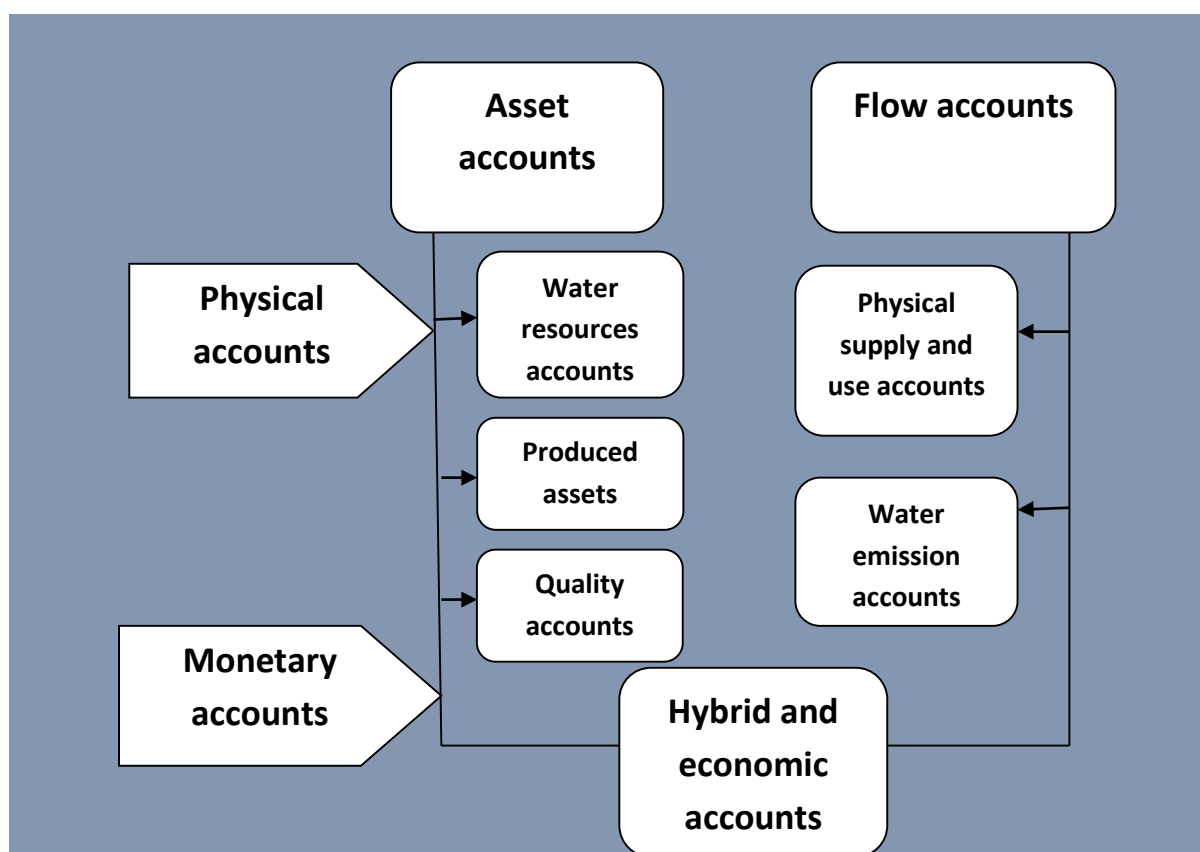 Asset
accounts
Flow accounts
Physical
accounts
Water
resources
accounts
Physical
supply and
use accounts
Produced
assets
Water
emission
accounts
Quality
accounts
Monetary
accounts
Hybrid and
economic
accounts